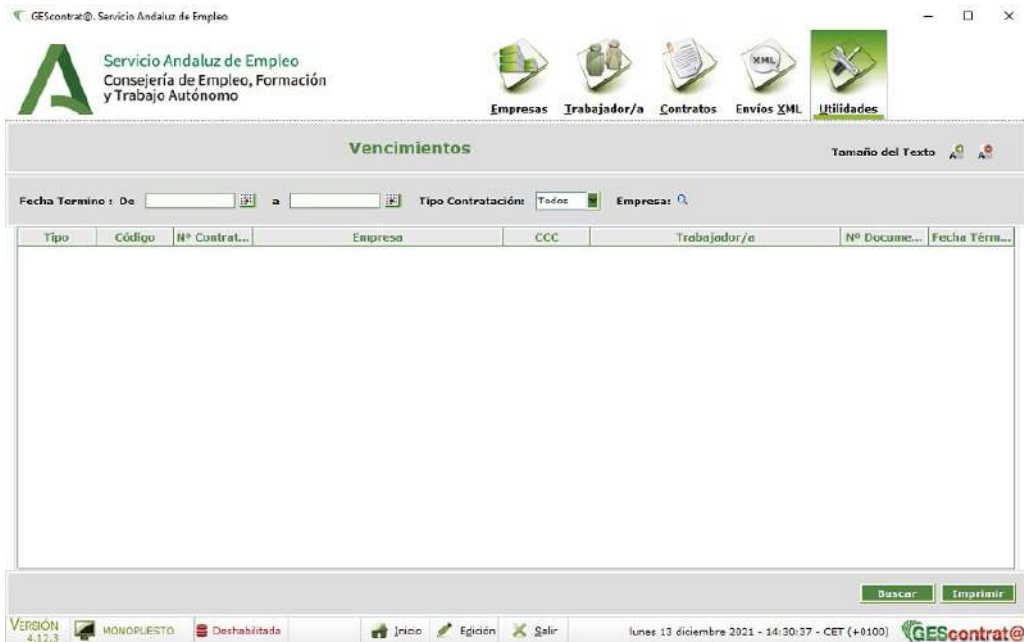 GEScontrat@. Servicio Andaluz de Empleo
Servicio Andaluz de Empleo
Consejería de Empleo, Formación
y Trabajo Autónomo
Empresas Trabajador/a Contratos Envíos XML Utilidades
XML
Vencimientos
Tamaño del Texto
Fecha Termino : De a Tipo Contratación: Todos Empresa:
Tipo Código Nº Contrat... Empresa CCC Trabajador/a Nº Docume... Fecha Térm...
Buscar Imprimir
VERSIÓN
4.12.3
MONOPUESTO Deshabilitada Inicio Edición Salir lunes 13 diciembre 2021 - 14:30:37 - CET (+0100) GEScontrat@